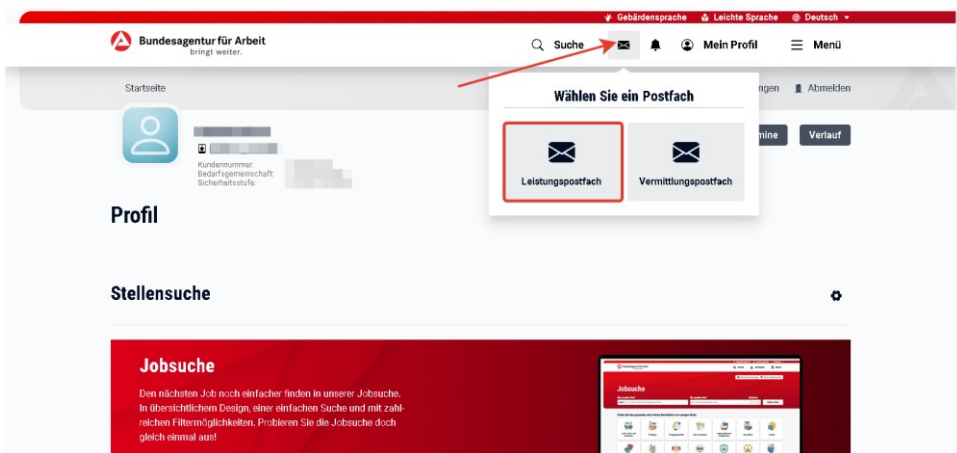 Gebärdensprache Leichte Sprache Deutsch
Bundesagentur für Arbeit
bringt weiter.
Suche Mein Profil Menü
Startseite
Abmelden
Wählen Sie ein Postfach
Verlauf
Leistungspostfach Vermittlungspostfach
Kundennummer:
Bedarfsgemeinschaft:
Sicherheitsstufe:
Profil
Stellensuche
Jobsuche
Den nächsten Job noch einfacher finden in unserer Jobsuche.
In übersichtlichem Design, einer einfachen Suche und mit zahl-
reichen Filtermöglichkeiten. Probieren Sie die Jobsuche doch
gleich einmal aus!
Jobsuche